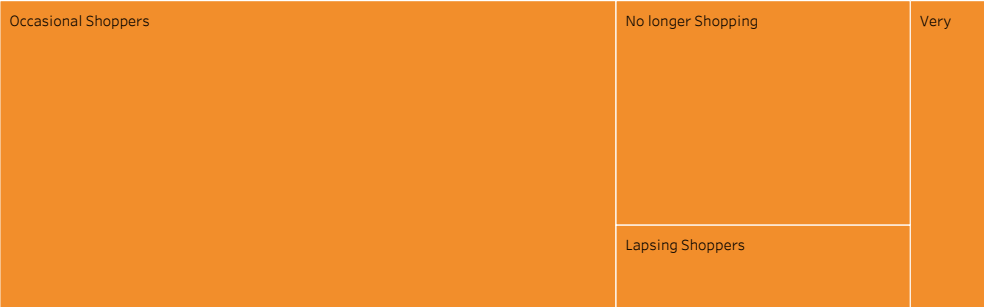 Occasional Shoppers
No longer Shopping
Very
Lapsing Shoppers